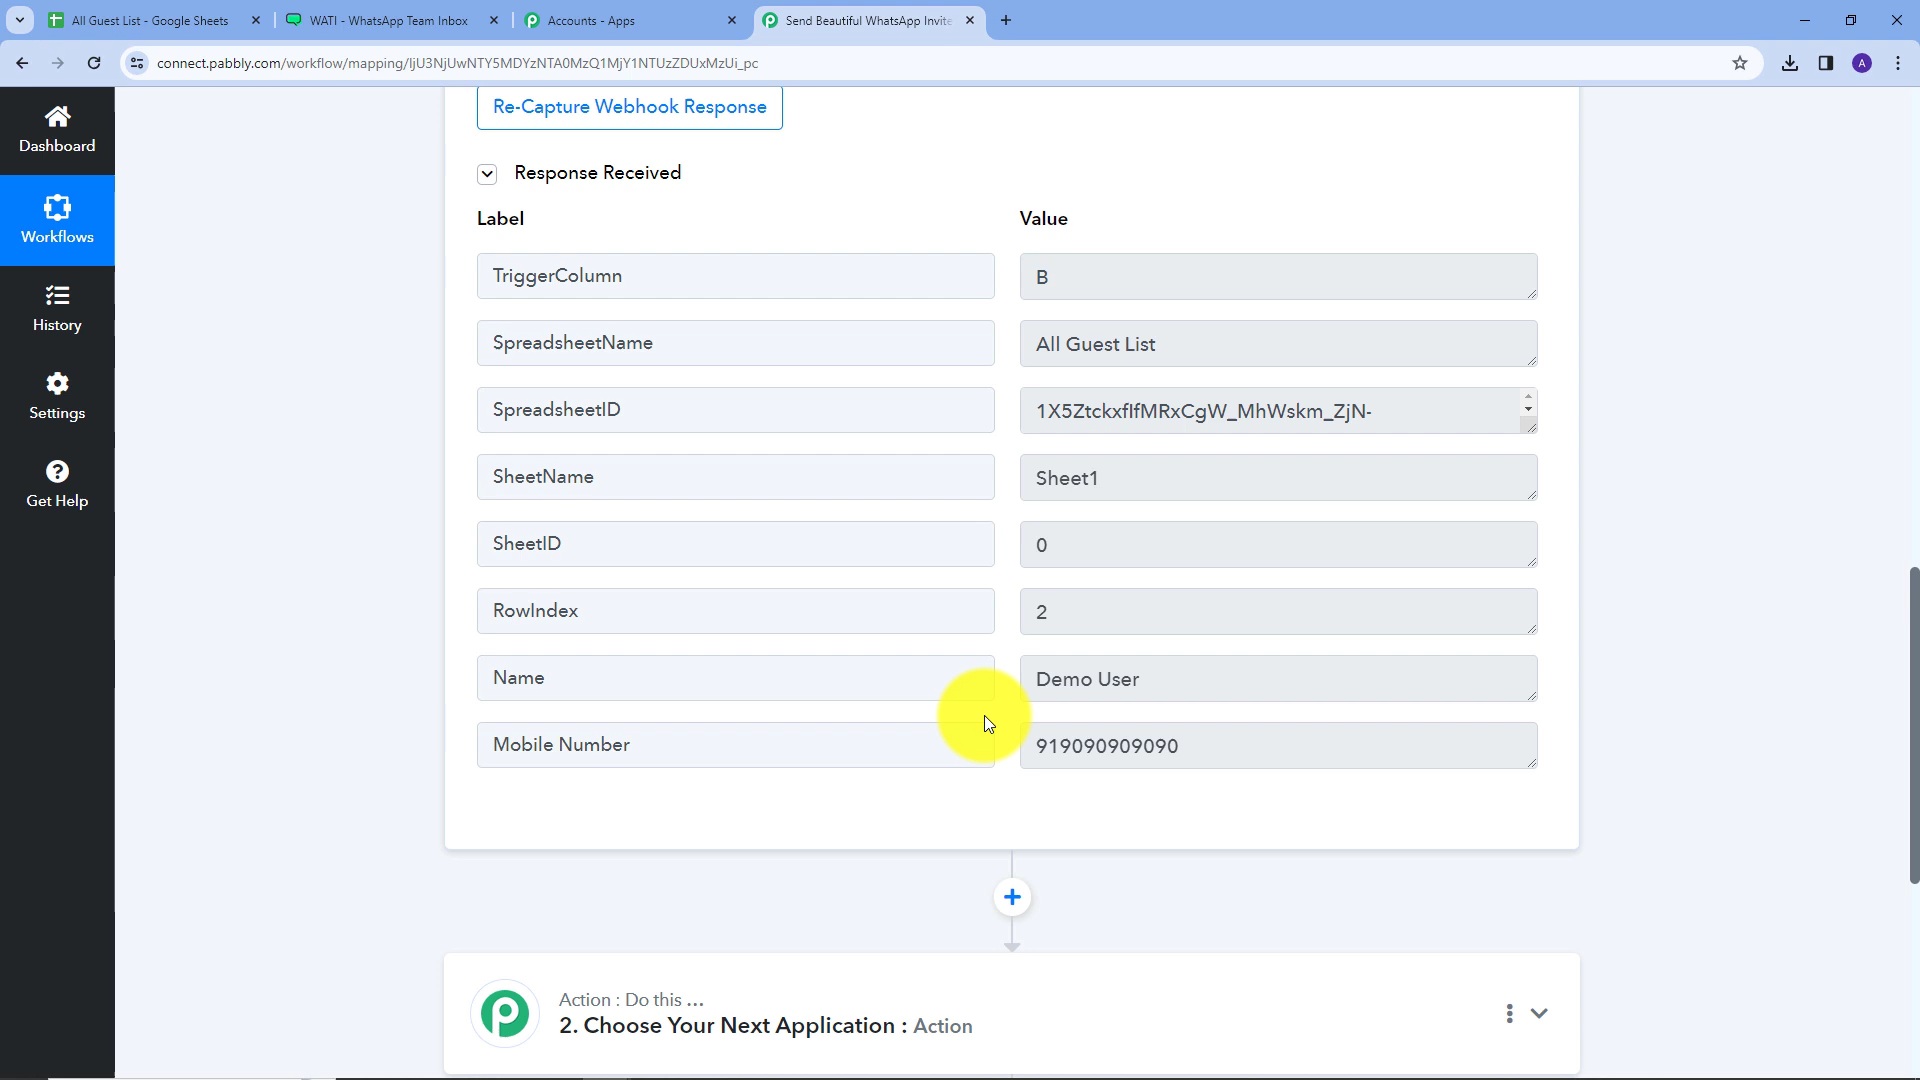 All Guest List - Google Sheets
WATI - WhatsApp Team Inbox
Accounts - Apps
Send Beautiful WhatsApp Invite
connect.pabbly.com/workflow/mapping/IjU3NjUwNTY5MDYzNTA0MzQ1MjY1NTUzZDUxMzUi_pc
A
Dashboard
Workflows
History
Settings
Get Help
Re-Capture Webhook Response
Response Received
Label Value
TriggerColumn B
SpreadsheetName All Guest List
SpreadsheetID 1X5ZtckxfIfMRxCgW_MhWskm_ZjN-
SheetName Sheet1
SheetID 0
RowIndex 2
Name Demo User
Mobile Number 919090909090
Action : Do this ...
2. Choose Your Next Application : Action